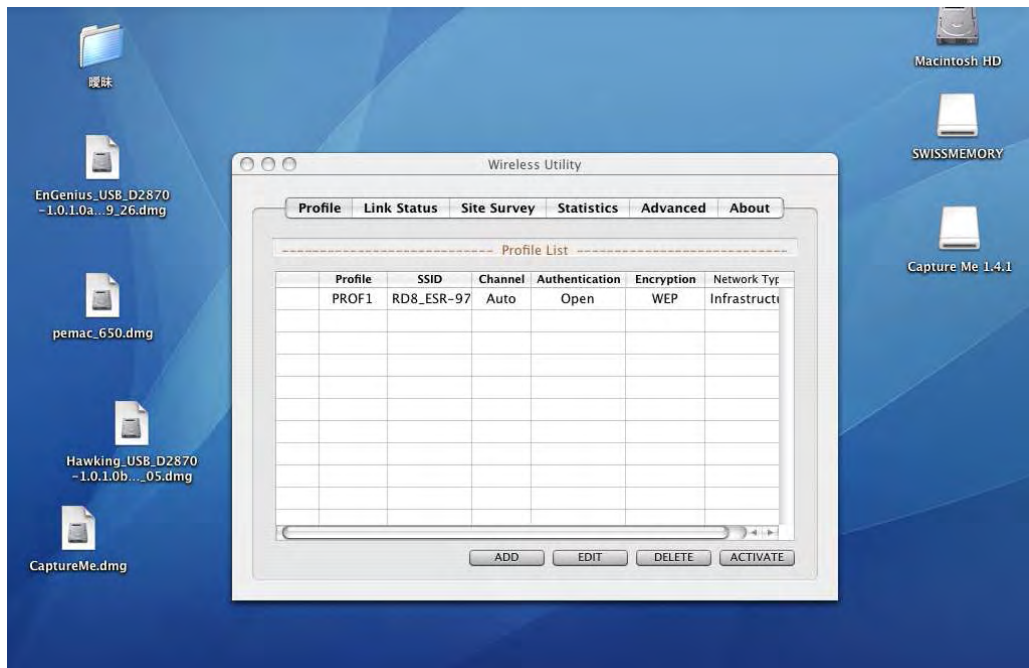 曖昧
EnGenius_USB_D2870
-1.0.1.0a...9_26.dmg
pemac_650.dmg
Hawking_USB_D2870
-1.0.1.0b..._05.dmg
CaptureMe.dmg
Wireless Utility
Profile Link Status Site Survey Statistics Advanced About
Profile List
Profile SSID Channel Authentication Encryption Network Typ
PROF1 RD8_ESR-97 Auto Open WEP Infrastructu
ADD EDIT DELETE ACTIVATE
Macintosh HD
SWISSMEMORY
Capture Me 1.4.1